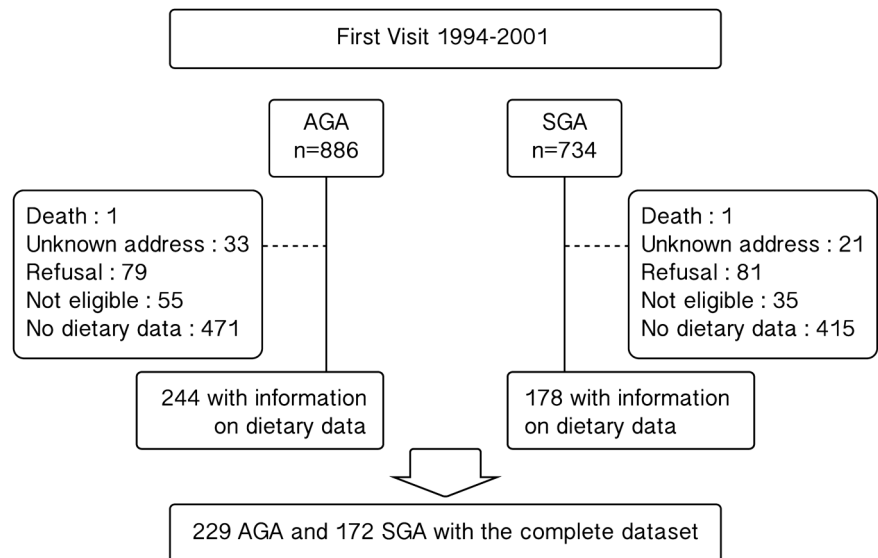 First Visit 1994-2001
AGA
n=886
SGA
n=734
Death : 1
Unknown address : 33
Refusal : 79
Not eligible : 55
No dietary data : 471
Death : 1
Unknown address : 21
Refusal : 81
Not eligible : 35
No dietary data : 415
244 with information
on dietary data
178 with information
on dietary data
229 AGA and 172 SGA with the complete dataset